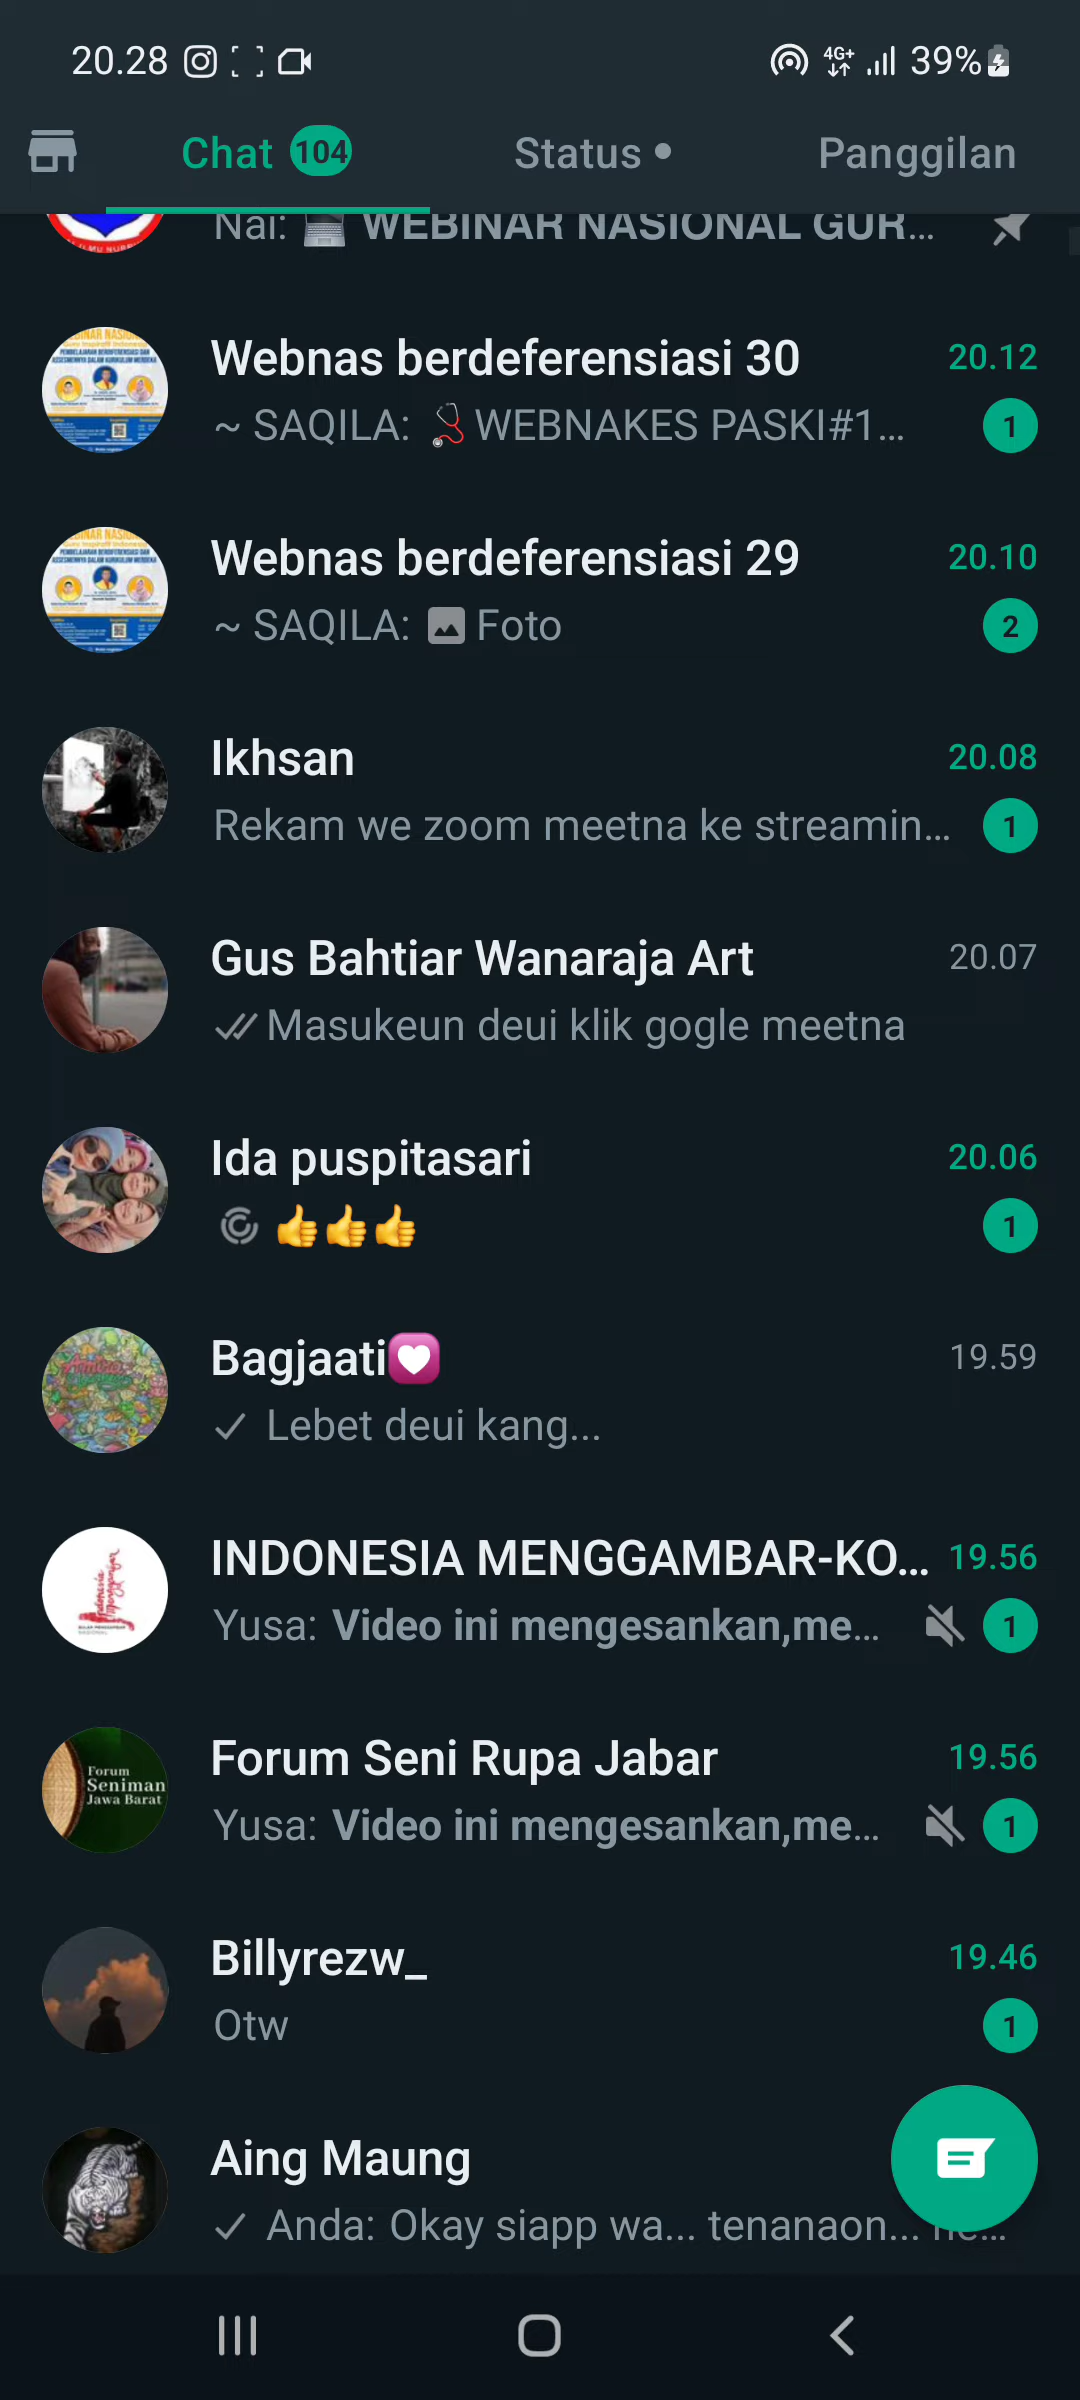 20.28
4G+
39%
Chat 104
Status
Panggilan
Nai: WEBINAR NASIONAL GUR...
Webnas berdeferensiasi 30
20.12
~ SAQILA: 🩺WEBNAKES PASKI#1...
1
Webnas berdeferensiasi 29
20.10
~ SAQILA: Foto
2
Ikhsan
20.08
Rekam we zoom meetna ke streamin...
1
Gus Bahtiar Wanaraja Art
20.07
Masukeun deui klik gogle meetna
Ida puspitasari
20.06
👍👍👍
1
Bagjaati💟
19.59
Lebet deui kang...
INDONESIA MENGGAMBAR-KO...
19.56
Yusa: Video ini mengesankan,me...
1
Forum
Seniman
Jawa Barat
Forum Seni Rupa Jabar
19.56
Yusa: Video ini mengesankan,me...
1
Billyrezw_
19.46
Otw
1
Aing Maung
Anda: Okay siapp wa... tenanaon...